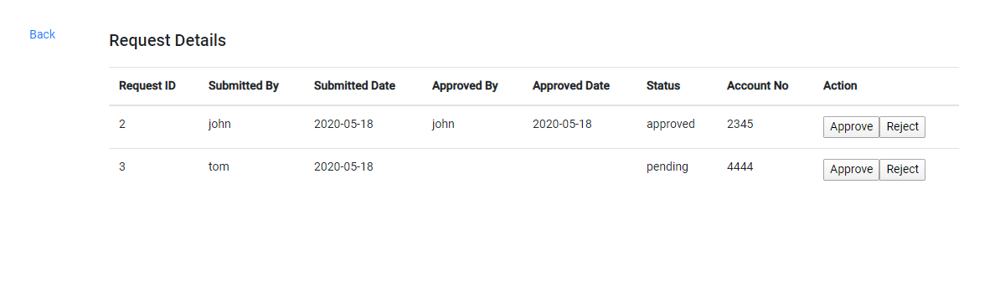 Back
Request Details
Request ID Submitted By Submitted Date Approved By Approved Date Status Account No Action
2 john 2020-05-18 john 2020-05-18 approved 2345 Approve Reject
3 tom 2020-05-18 pending 4444 Approve Reject